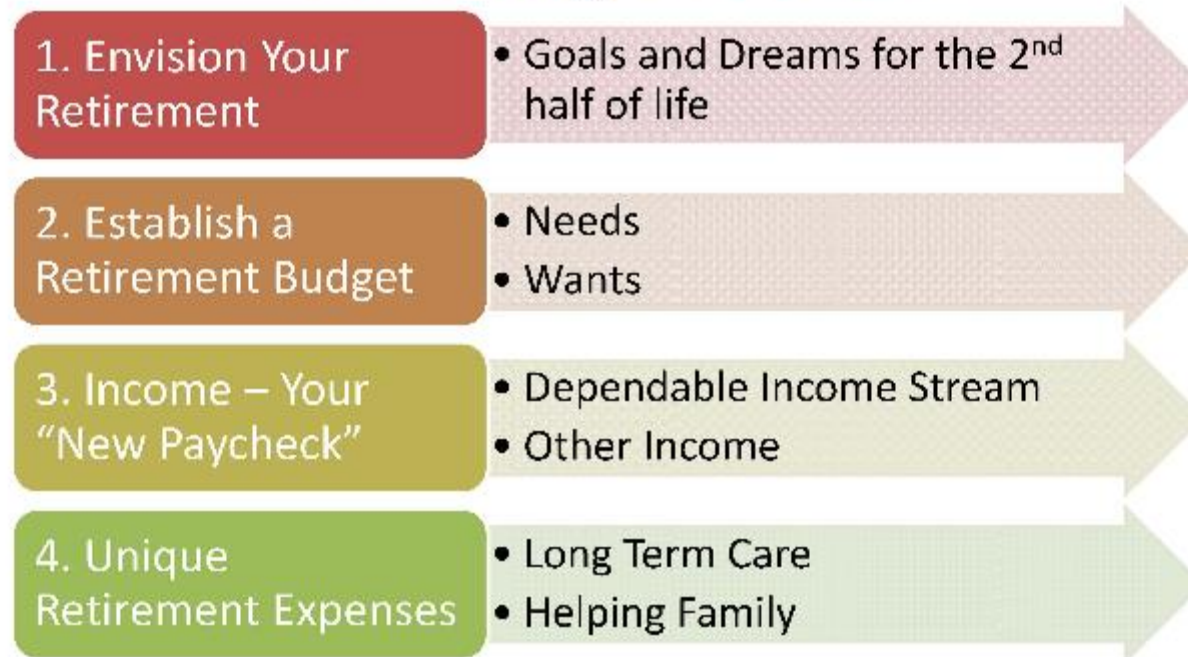 1. Envision Your
Retirement
• Goals and Dreams for the 2nd
half of life
2. Establish a
Retirement Budget
• Needs
• Wants
3. Income – Your
“New Paycheck”
• Dependable Income Stream
• Other Income
4. Unique
Retirement Expenses
• Long Term Care
• Helping Family